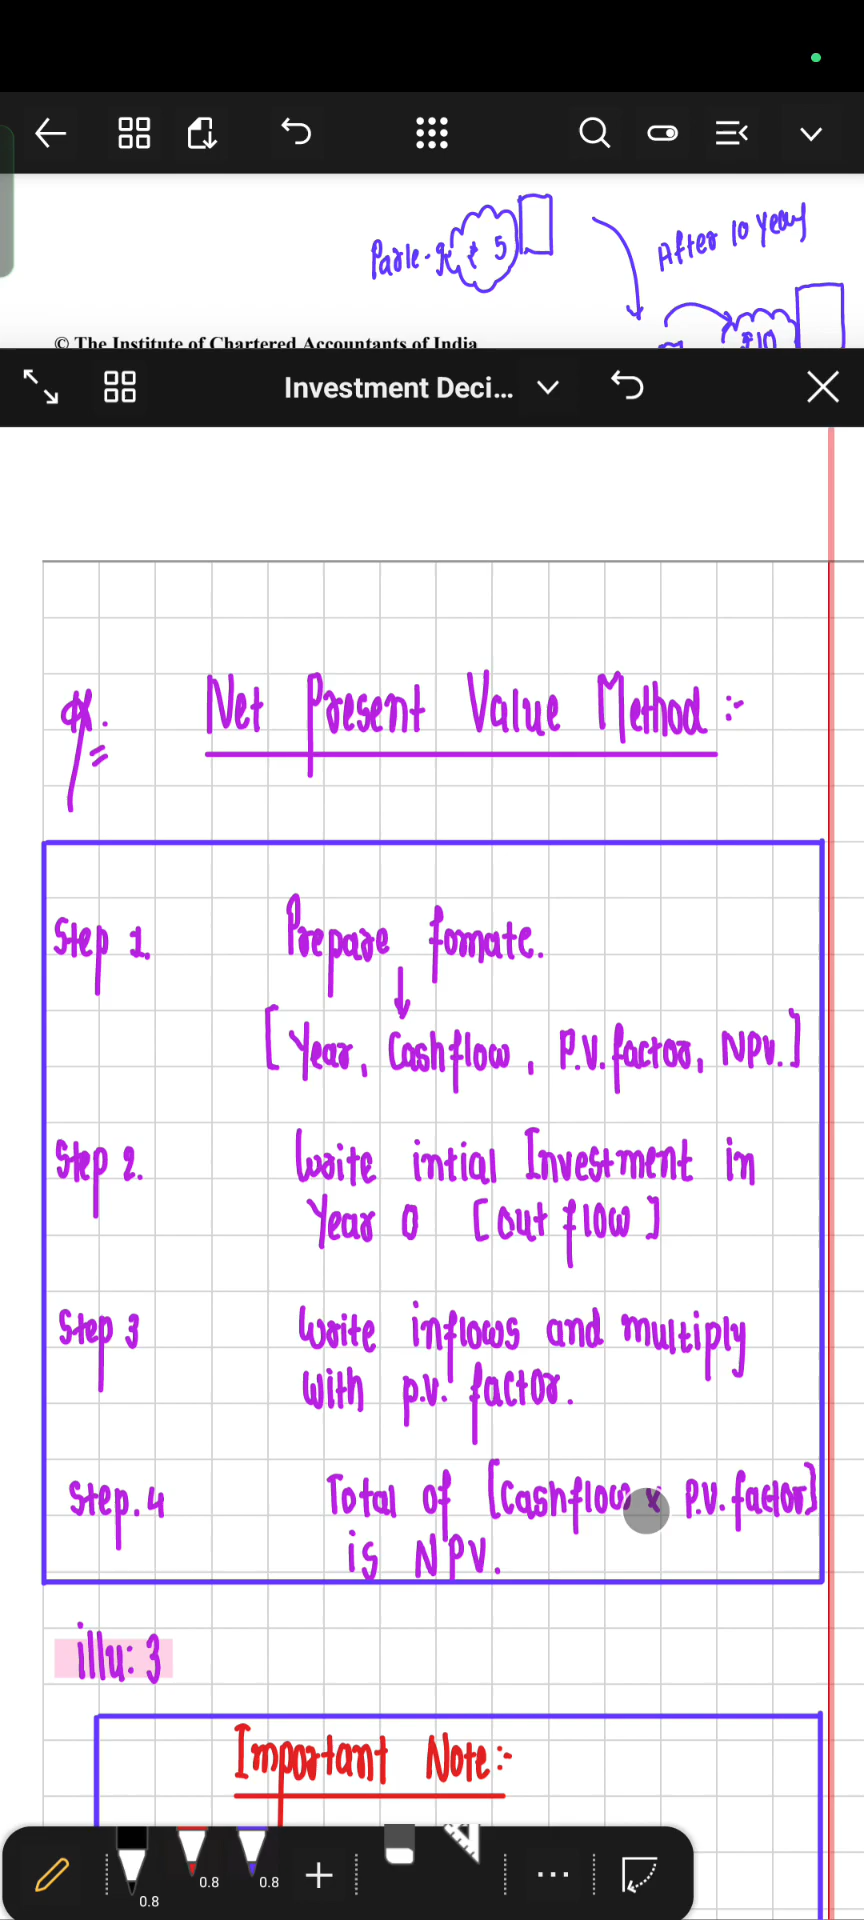 Parle-g ₹ 5
After 10 years
₹10
© The Institute of Chartered Accountants of India
Investment Deci...
Q. Net Present Value Method :-
Step 1. Prepare fomate.
[Year, Cashflow, P.V.factor, NPV.]
Step 2. Write intial Investment in
Year 0 [out flow]
Step 3 Write inflows and multiply
with p.v. factor.
Step.4 Total of [Cashflow x P.V.factor]
is NPV.
illu: 3
Important Note:-
0.8
0.8
0.8